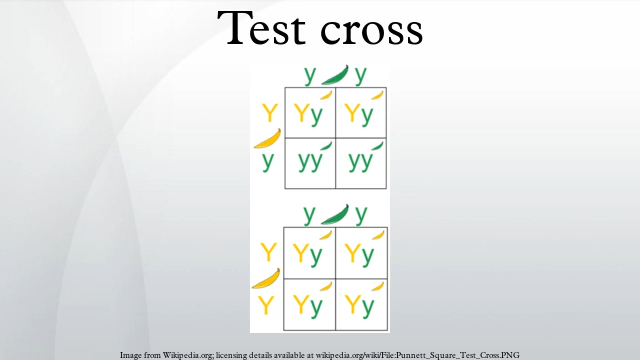 Test cross
y y
Y Yy Yy
y yy yy
y y
Y Yy Yy
Y Yy Yy
Image from Wikipedia.org; licensing details available at wikipedia.org/wiki/File:Punnett_Square_Test_Cross.PNG